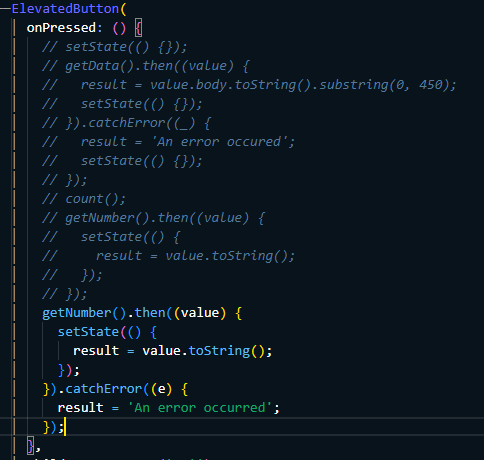 ElevatedButton(
onPressed: () {
// setState(() {});
// getData().then((value) {
//   result = value.body.toString().substring(0, 450);
//   setState(() {});
// }).catchError((_) {
//   result = 'An error occured';
//   setState(() {});
// });
// count();
// getNumber().then((value) {
//   setState(() {
//     result = value.toString();
//   });
// });
getNumber().then((value) {
setState(() {
result = value.toString();
});
}).catchError((e) {
result = 'An error occurred';
});
},